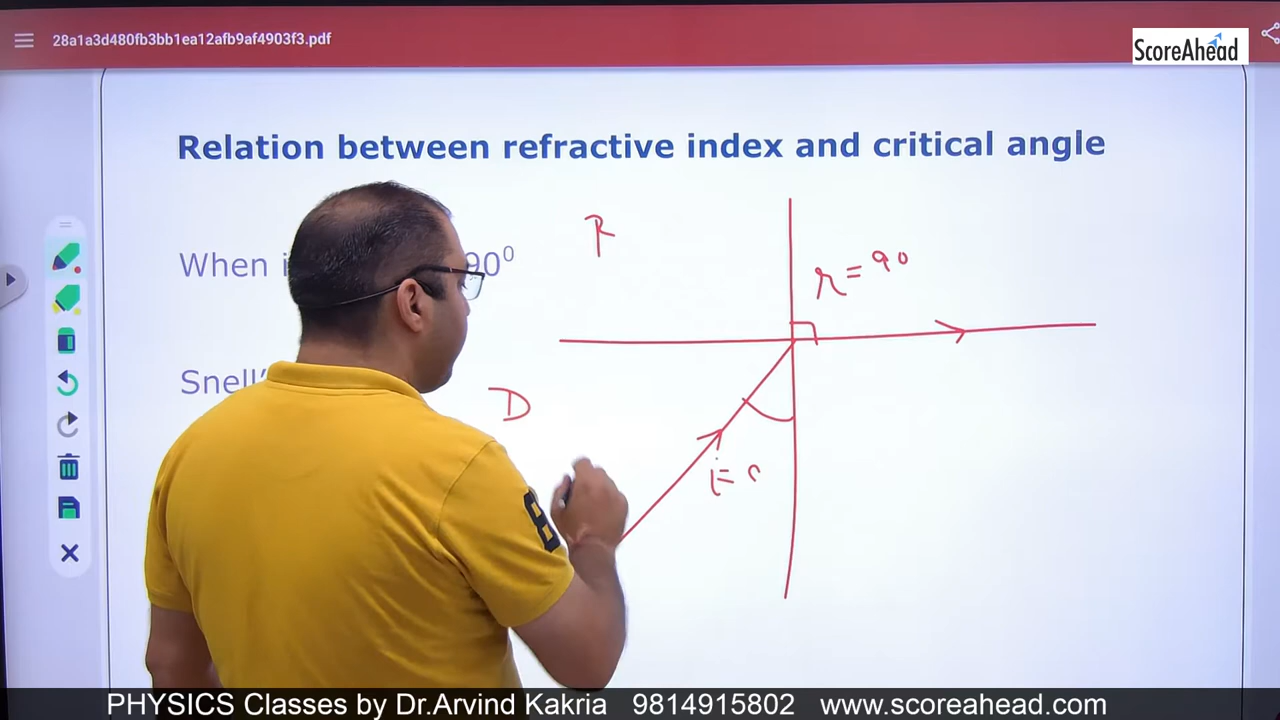 28a1a3d480fb3bb1ea12afb9af4903f3.pdf
ScoreAhead
Relation between refractive index and critical angle
R
When i 90⁰
r = 90
Snell'
D
i = c
8
PHYSICS Classes by Dr.Arvind Kakria 9814915802 www.scoreahead.com